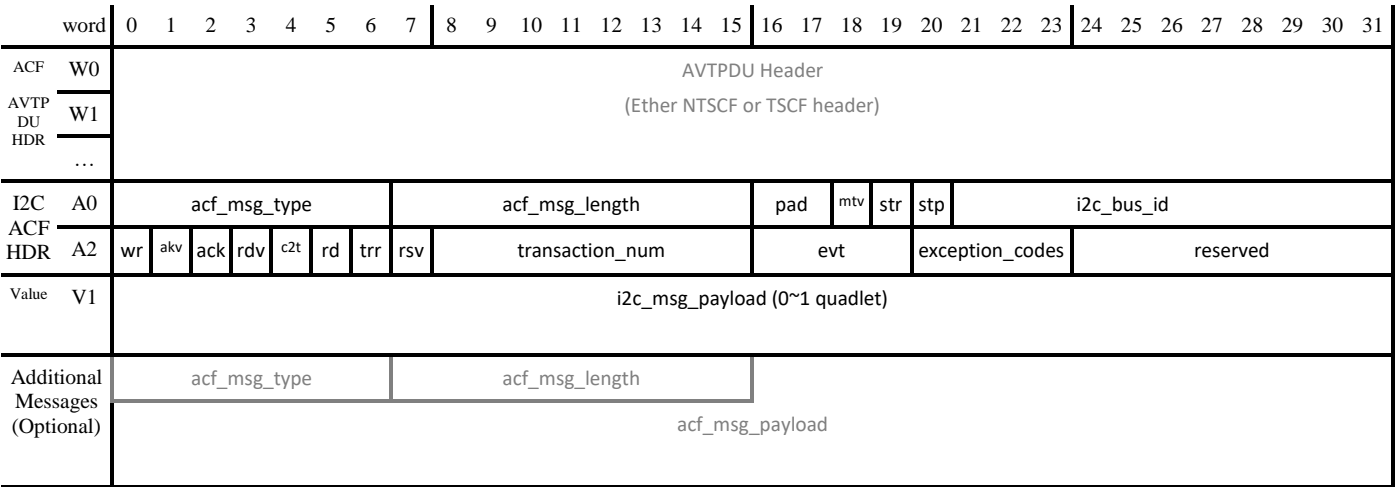 word 0 1 2 3 4 5 6 7 8 9 10 11 12 13 14 15 16 17 18 19 20 21 22 23 24 25 26 27 28 29 30 31
ACF W0 AVTPDU Header
AVTP W1 (Ether NTSCF or TSCF header)
DU
HDR
…
I2C A0 acf_msg_type acf_msg_length pad mtv str stp i2c_bus_id
ACF
HDR A2 wr akv ack rdv c2t rd trr rsv transaction_num evt exception_codes reserved
Value V1 i2c_msg_payload (0~1 quadlet)
Additional acf_msg_type acf_msg_length
Messages
(Optional) acf_msg_payload